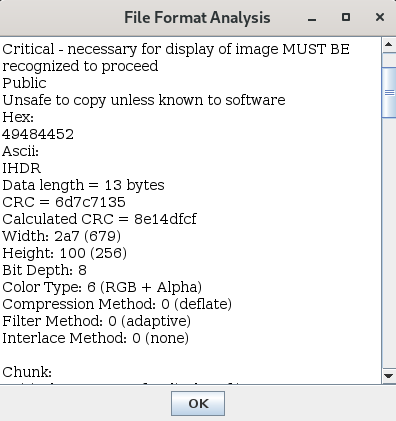 File Format Analysis
Critical - necessary for display of image MUST BE
recognized to proceed
Public
Unsafe to copy unless known to software
Hex:
49484452
Ascii:
IHDR
Data length = 13 bytes
CRC = 6d7c7135
Calculated CRC = 8e14dfcf
Width: 2a7 (679)
Height: 100 (256)
Bit Depth: 8
Color Type: 6 (RGB + Alpha)
Compression Method: 0 (deflate)
Filter Method: 0 (adaptive)
Interlace Method: 0 (none)
Chunk:
OK